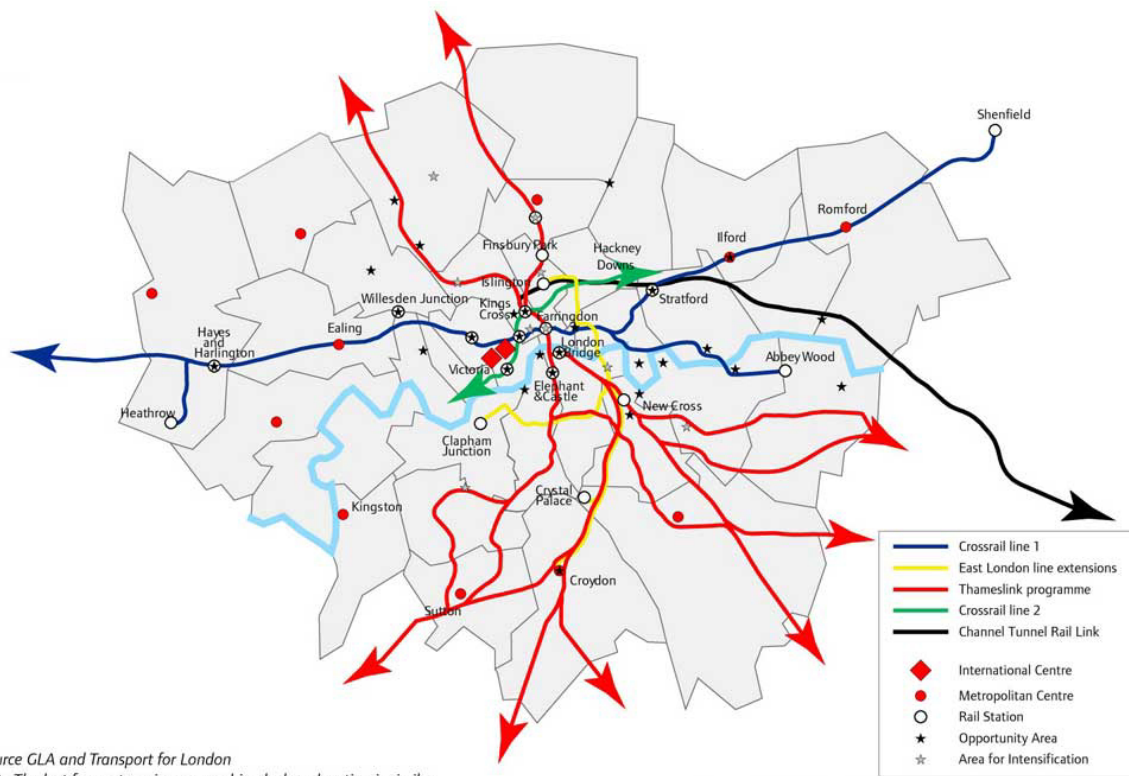 Shenfield
Romford
Ilford
Hackney
Downs
Finsbury Park
Islington
Stratford
Willesden Junction
Kings
Cross
Farringdon
Hayes
and
Harlington
Ealing
London
Bridge
Abbey Wood
Victoria
Elephant
&Castle
New Cross
Heathrow
Clapham
Junction
Crystal
Palace
Kingston
Croydon
Sutton
Crossrail line 1
East London line extensions
Thameslink programme
Crossrail line 2
Channel Tunnel Rail Link
International Centre
Metropolitan Centre
Rail Station
Opportunity Area
Area for Intensification
urce GLA and Transport for London